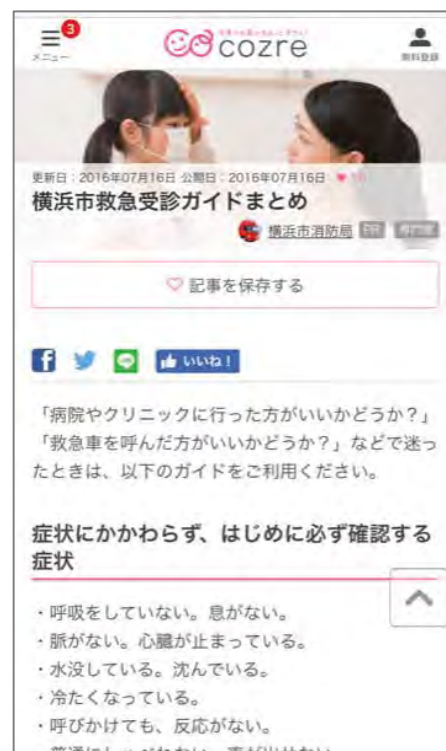 3
メニュー
cozre
無料登録
更新日：2016年07月16日 公開日：2016年07月16日
横浜市救急受診ガイドまとめ
横浜市消防局 PR 専門家
記事を保存する
いいね！
「病院やクリニックに行った方がいいかどうか？」
「救急車を呼んだ方がいいかどうか？」などで迷っ
たときは、以下のガイドをご利用ください。
症状にかかわらず、はじめに必ず確認する
症状
・呼吸をしていない。息がない。
・脈がない。心臓が止まっている。
・水没している。沈んでいる。
・冷たくなっている。
・呼びかけても、反応がない。